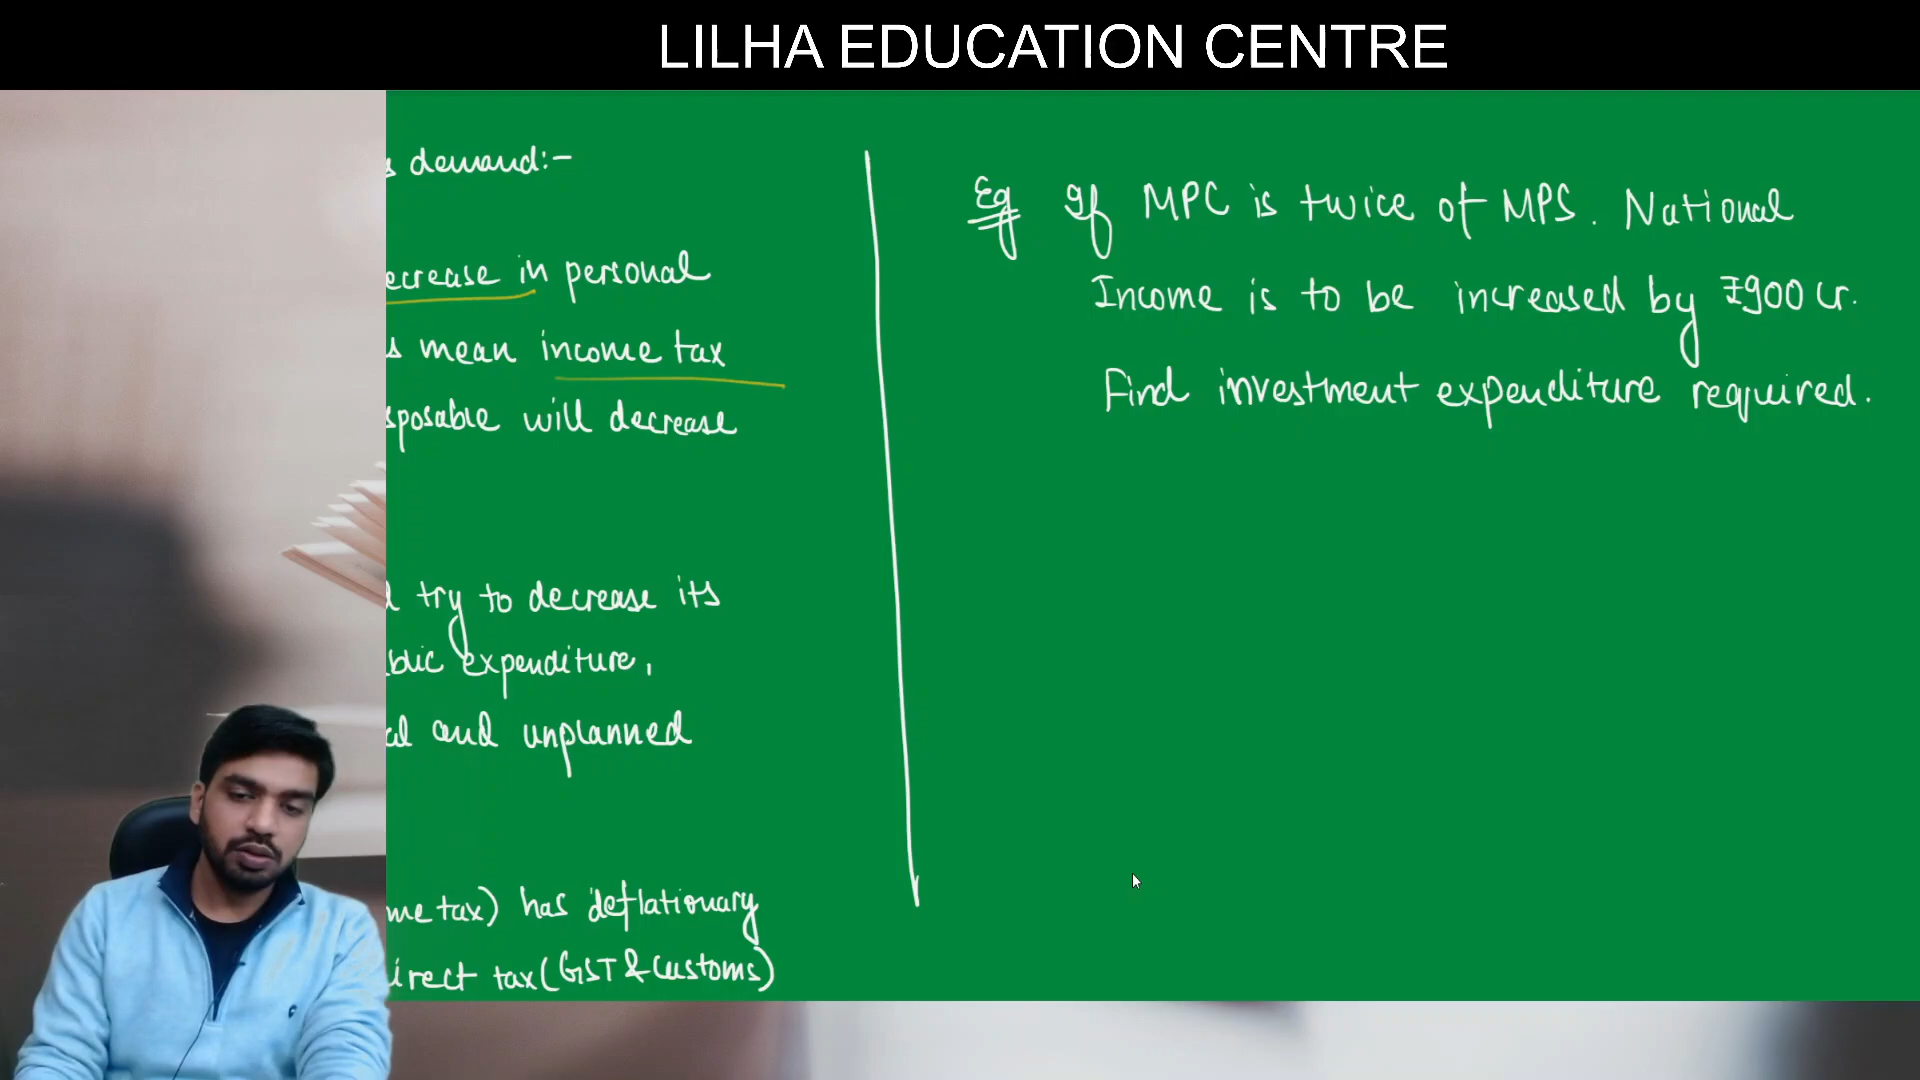 LILHA EDUCATION CENTRE
demand:-
ecrease in personal
s mean income tax
sposable will decrease
try to decrease its
blic expenditure,
al and unplanned
me tax) has deflationary
irect tax (GST & Customs)
Eg If MPC is twice of MPS. National
Income is to be increased by ₹900 cr.
Find investment expenditure required.